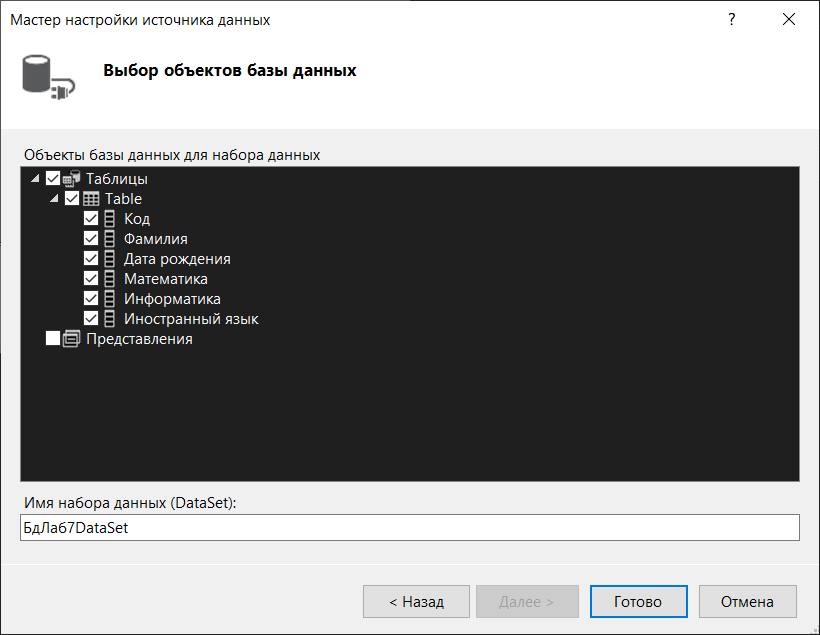 Мастер настройки источника данных
?
Выбор объектов базы данных
Объекты базы данных для набора данных
Таблицы
Table
Код
Фамилия
Дата рождения
Математика
Информатика
Иностранный язык
Представления
Имя набора данных (DataSet):
БдЛа67DataSet
< Назад Далее > Готово Отмена